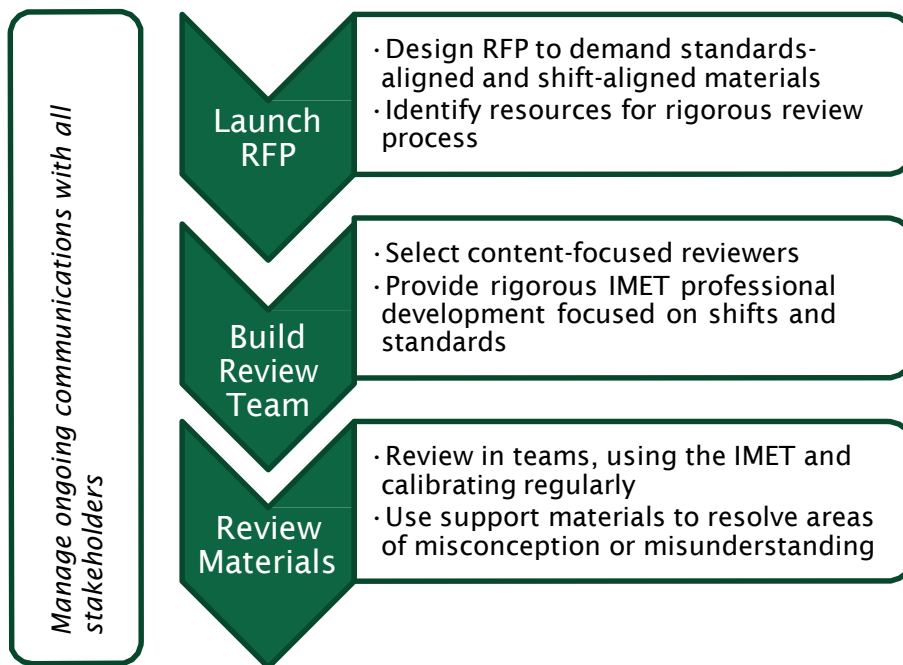 Manage ongoing communications with all
stakeholders
Launch
RFP
· Design RFP to demand standards-
aligned and shift-aligned materials
· Identify resources for rigorous review
process
Build
Review
Team
· Select content-focused reviewers
· Provide rigorous IMET professional
development focused on shifts and
standards
Review
Materials
· Review in teams, using the IMET and
calibrating regularly
· Use support materials to resolve areas
of misconception or misunderstanding